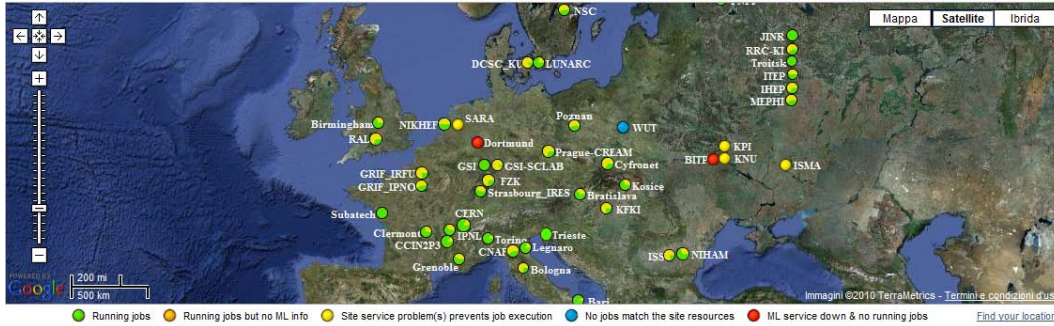 NSC
Mappa Satellite Ibrida
JINR
RRC-KI
DCSC_KU LUNARC
Troitsk
ITEP
IHEP
MEPHI
Birmingham NIKHEF SARA Poznan WUT
RAL
Dortmund
KPI
Prague-CREAM
BITP KNU
GSI GSI-SCLAB Cyfronet ISMA
GRIF_IRFU
FZK
GRIF_IPNO
Strasbourg_IRES Kosice
Bratislava
KFKI
Subatech
CERN
Clermont IPNL
CCIN2P3 Torino Trieste
CNAF Legnaro
ISS NIHAM
Grenoble
Bologna
POWERED BY
Google
200 mi
500 km
Bari
Immagini ©2010 TerraMetrics - Termini e condizioni d'us
Running jobs Running jobs but no ML info Site service problem(s) prevents job execution No jobs match the site resources ML service down & no running jobs Find your location